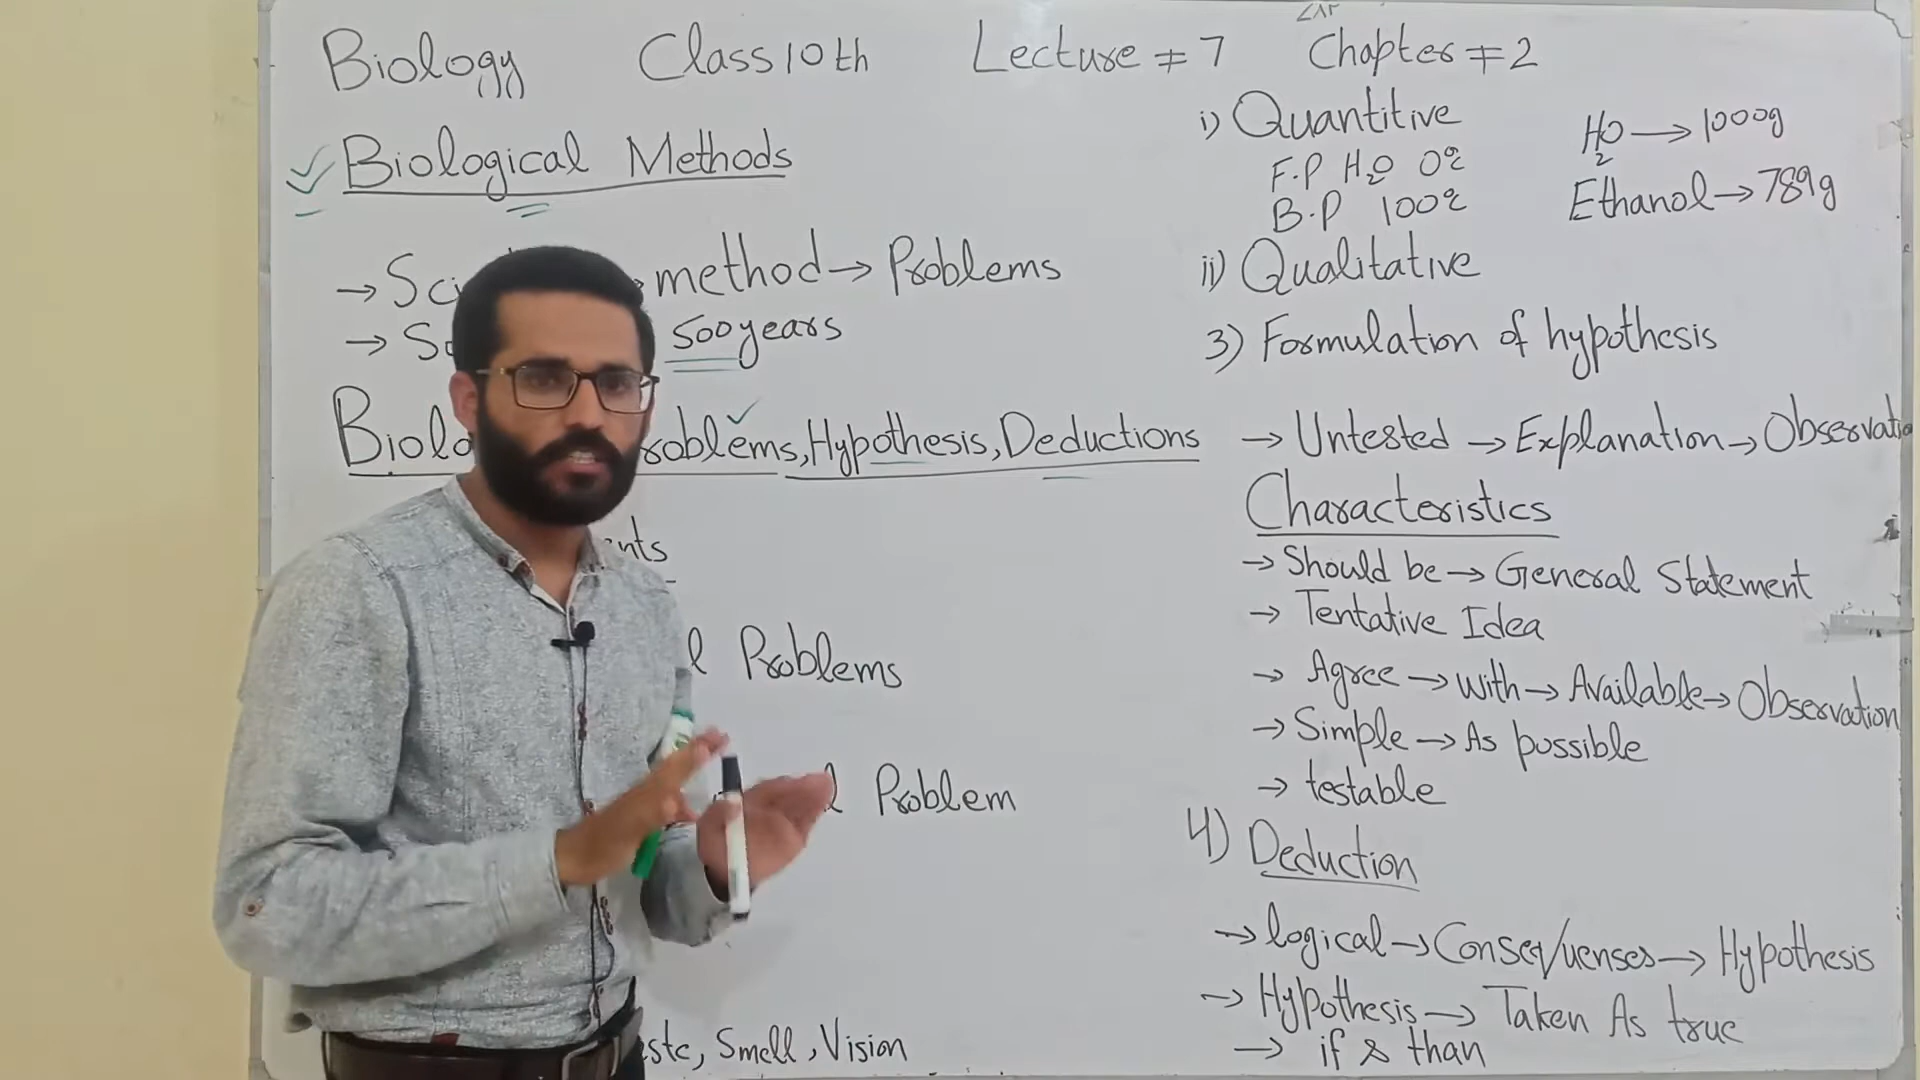 Biology Class 10th Lecture # 7 Chapter # 2
Biological Methods
→ method → Problems
→ 500 years
Problems, Hypothesis, Deductions
Problems
Problem
Smell, Vision
i) Quantitive
F.P H2O 0°C
B.P 100°C
H2O → 1000g
Ethanol → 789g
ii) Qualitative
3) Formulation of hypothesis
→ Untested → Explanation → Observatio
Characteristics
→ Should be → General Statement
→ Tentative Idea
→ Agree → with → Available → Observation
→ Simple → As possible
→ testable
4) Deduction
→ logical → Consequenses → Hypothesis
→ Hypothesis → Taken As true
→ if & than